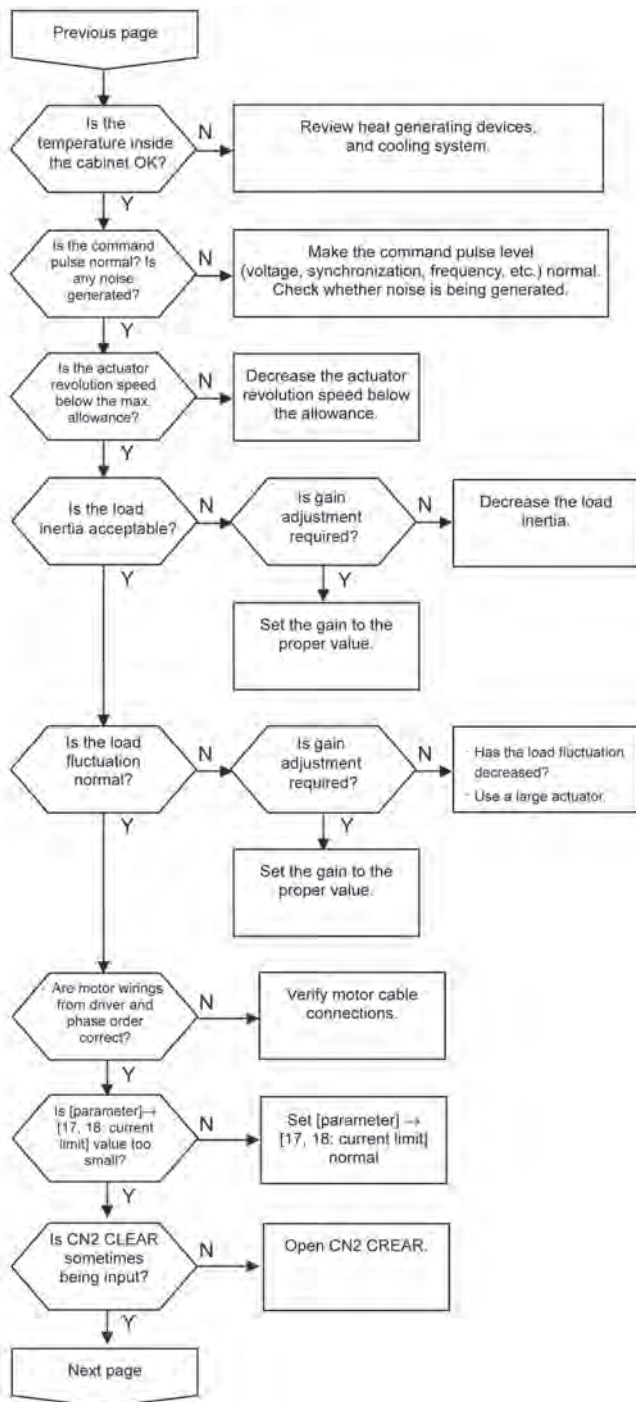 Previous page
Is the
temperature inside
the cabinet OK?
N
Review heat generating devices,
and cooling system.
Y
Is the command
pulse normal? Is
any noise
generated?
N
Make the command pulse level
(voltage, synchronization, frequency, etc.) normal.
Check whether noise is being generated.
Y
Is the actuator
revolution speed
below the max.
allowance?
N
Decrease the actuator
revolution speed below
the allowance.
Y
Is the load
inertia acceptable?
N
Is gain
adjustment
required?
N
Decrease the load
inertia.
Y
Y
Set the gain to the
proper value.
Is the load
fluctuation
normal?
N
Is gain
adjustment
required?
N
· Has the load fluctuation
decreased?
· Use a large actuator.
Y
Y
Set the gain to the
proper value.
· Are motor wirings
from driver and
phase order
correct?
N
Verify motor cable
connections.
Y
Is [parameter]→
[17, 18: current
limit] value too
small?
N
Set [parameter] →
[17, 18: current limit]
normal
Y
Is CN2 CLEAR
sometimes
being input?
N
Open CN2 CREAR.
Y
Next page